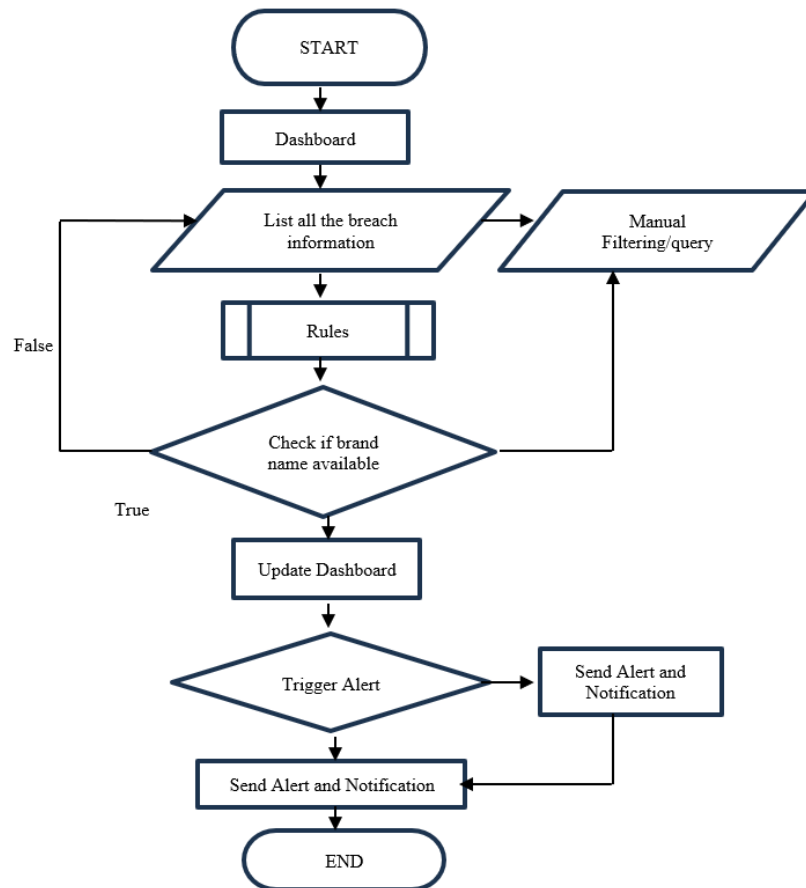 START
Dashboard
List all the breach
information
Manual
Filtering/query
Rules
False
Check if brand
name available
True
Update Dashboard
Trigger Alert
Send Alert and
Notification
Send Alert and Notification
END